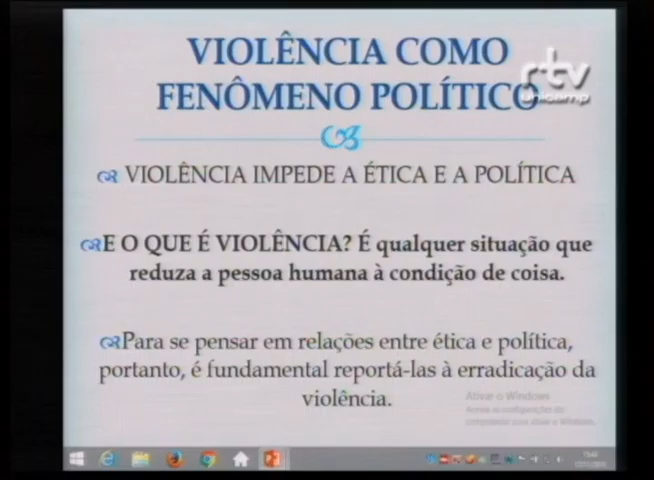 VIOLÊNCIA COMO
FENÔMENO POLÍTICO
rtv
unicamp
VIOLÊNCIA IMPEDE A ÉTICA E A POLÍTICA
E O QUE É VIOLÊNCIA? É qualquer situação que
reduza a pessoa humana à condição de coisa.
Para se pensar em relações entre ética e política,
portanto, é fundamental reportá-las à erradicação da
violência.
Ativar o Windows